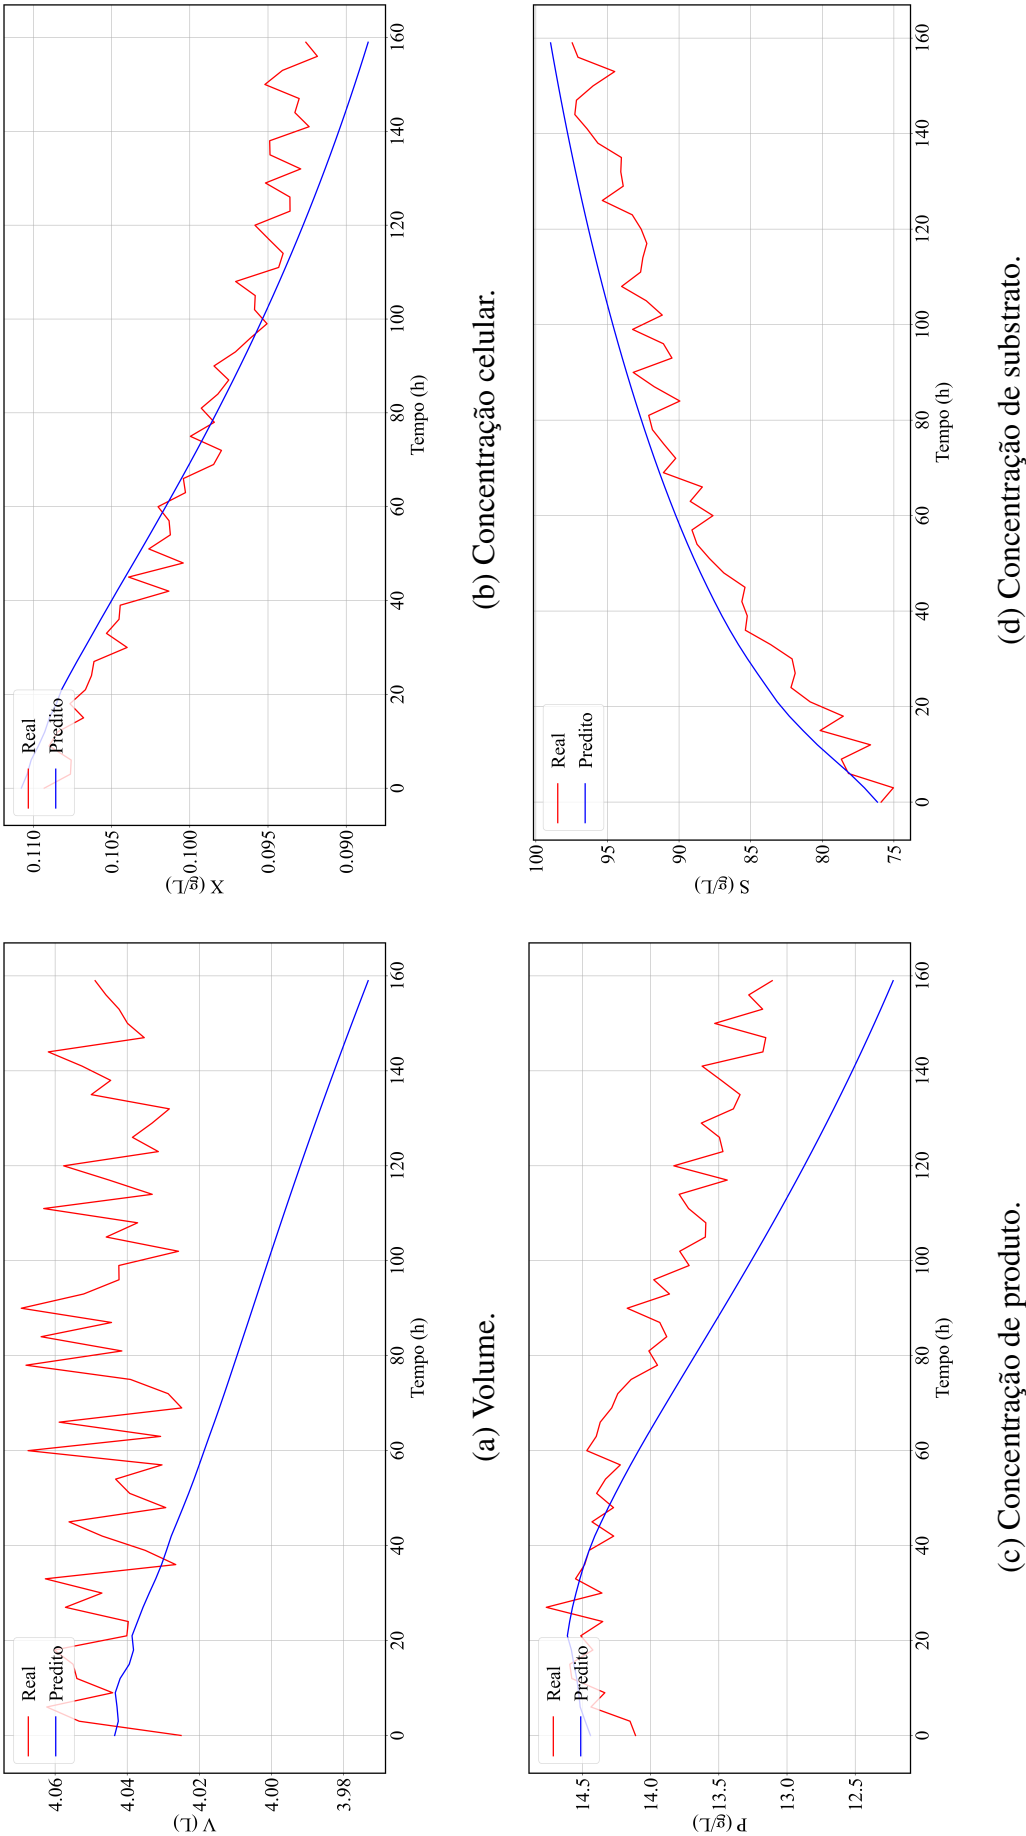 Real
Predito
4.06
4.04
4.02
4.00
3.98
V (L)
0
20
40
60
80
100
120
140
160
Tempo (h)
(a) Volume.
Real
Predito
0.110
0.105
0.100
0.095
0.090
X (g/L)
0
20
40
60
80
100
120
140
160
Tempo (h)
(b) Concentração celular.
Real
Predito
14.5
14.0
13.5
13.0
12.5
P (g/L)
0
20
40
60
80
100
120
140
160
Tempo (h)
(c) Concentração de produto.
Real
Predito
100
95
90
85
80
75
S (g/L)
0
20
40
60
80
100
120
140
160
Tempo (h)
(d) Concentração de substrato.